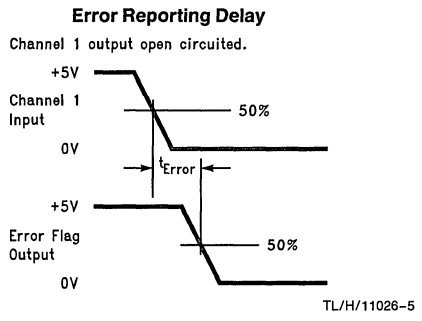 Error Reporting Delay
Channel 1 output open circuited.
+5V
Channel 1
Input
50%
0V
tError
+5V
Error Flag
Output
50%
0V
TL/H/11026-5